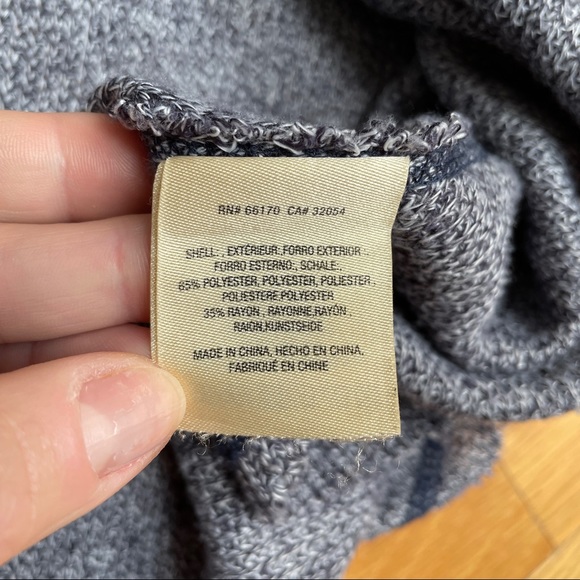 RN# 66170 CA# 32054
SHELL:, EXTÉRIEUR:FORRO EXTERIOR:
FORRO ESTERNO:, SCHALE:,
65% POLYESTER, POLYESTER, POLIESTER,
POLIESTERE,POLYESTER
35% RAYON, RAYONNE,RAYÓN,
RAION,KUNSTSEIDE
MADE IN CHINA, HECHO EN CHINA,
FABRIQUÉ EN CHINE